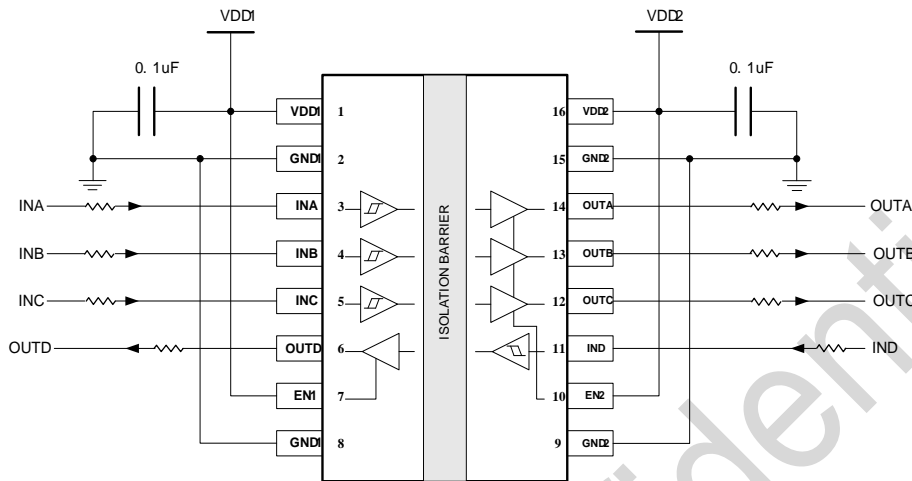 VDD1
VDD2
0. 1uF
0. 1uF
VDD1 1
16 VDD2
GND1 2
15 GND2
INA
INA 3
14 OUTA
OUTA
INB
INB 4
13 OUTB
OUTB
INC
INC 5
12 OUTC
OUTC
OUTD
OUTD 6
11 IND
IND
EN1 7
10 EN2
GND1 8
9 GND2
ISOLATION BARRIER